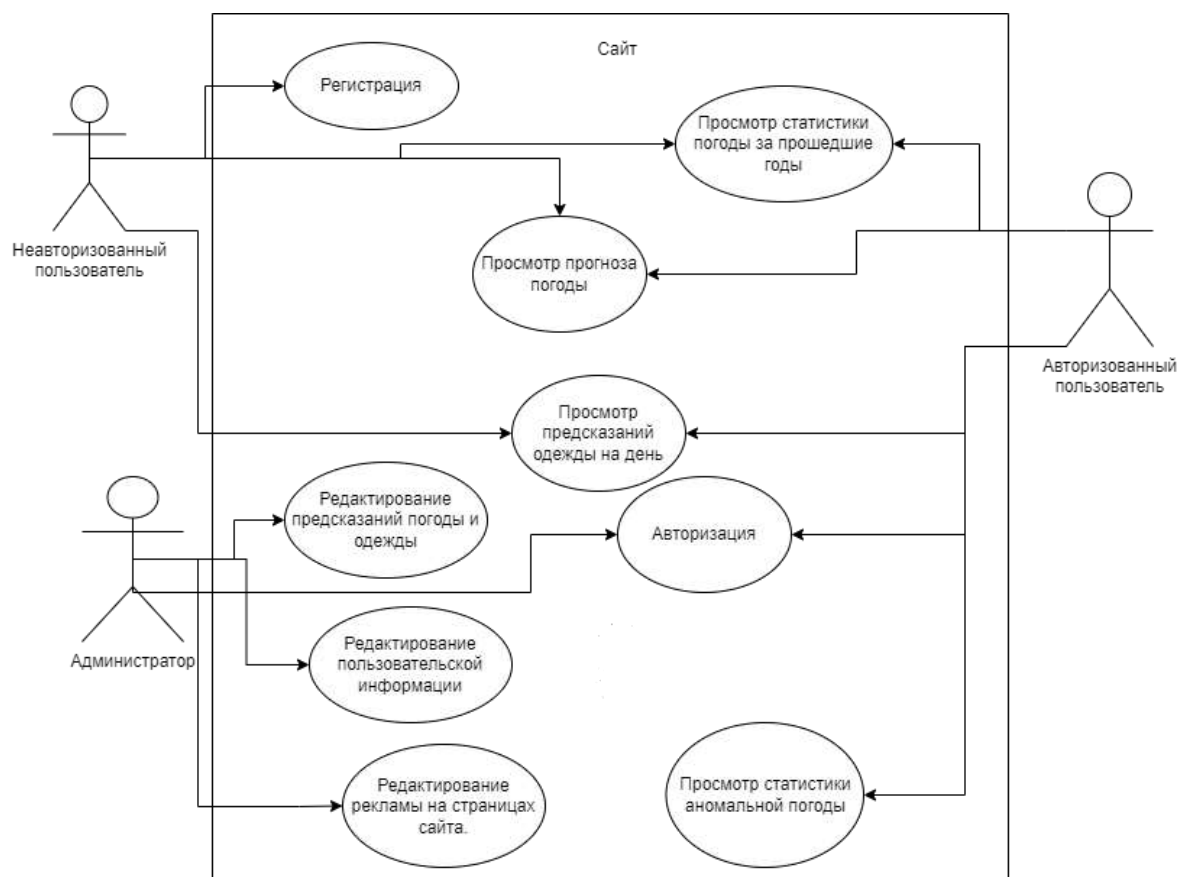 Сайт
Регистрация
Просмотр статистики
погоды за прошедшие
годы
Неавторизованный
пользователь
Просмотр прогноза
погоды
Авторизованный
пользователь
Просмотр
предсказаний
одежды на день
Редактирование
предсказаний погоды и
одежды
Авторизация
Администратор
Редактирование
пользовательской
информации
Редактирование
рекламы на страницах
сайта.
Просмотр статистики
аномальной погоды